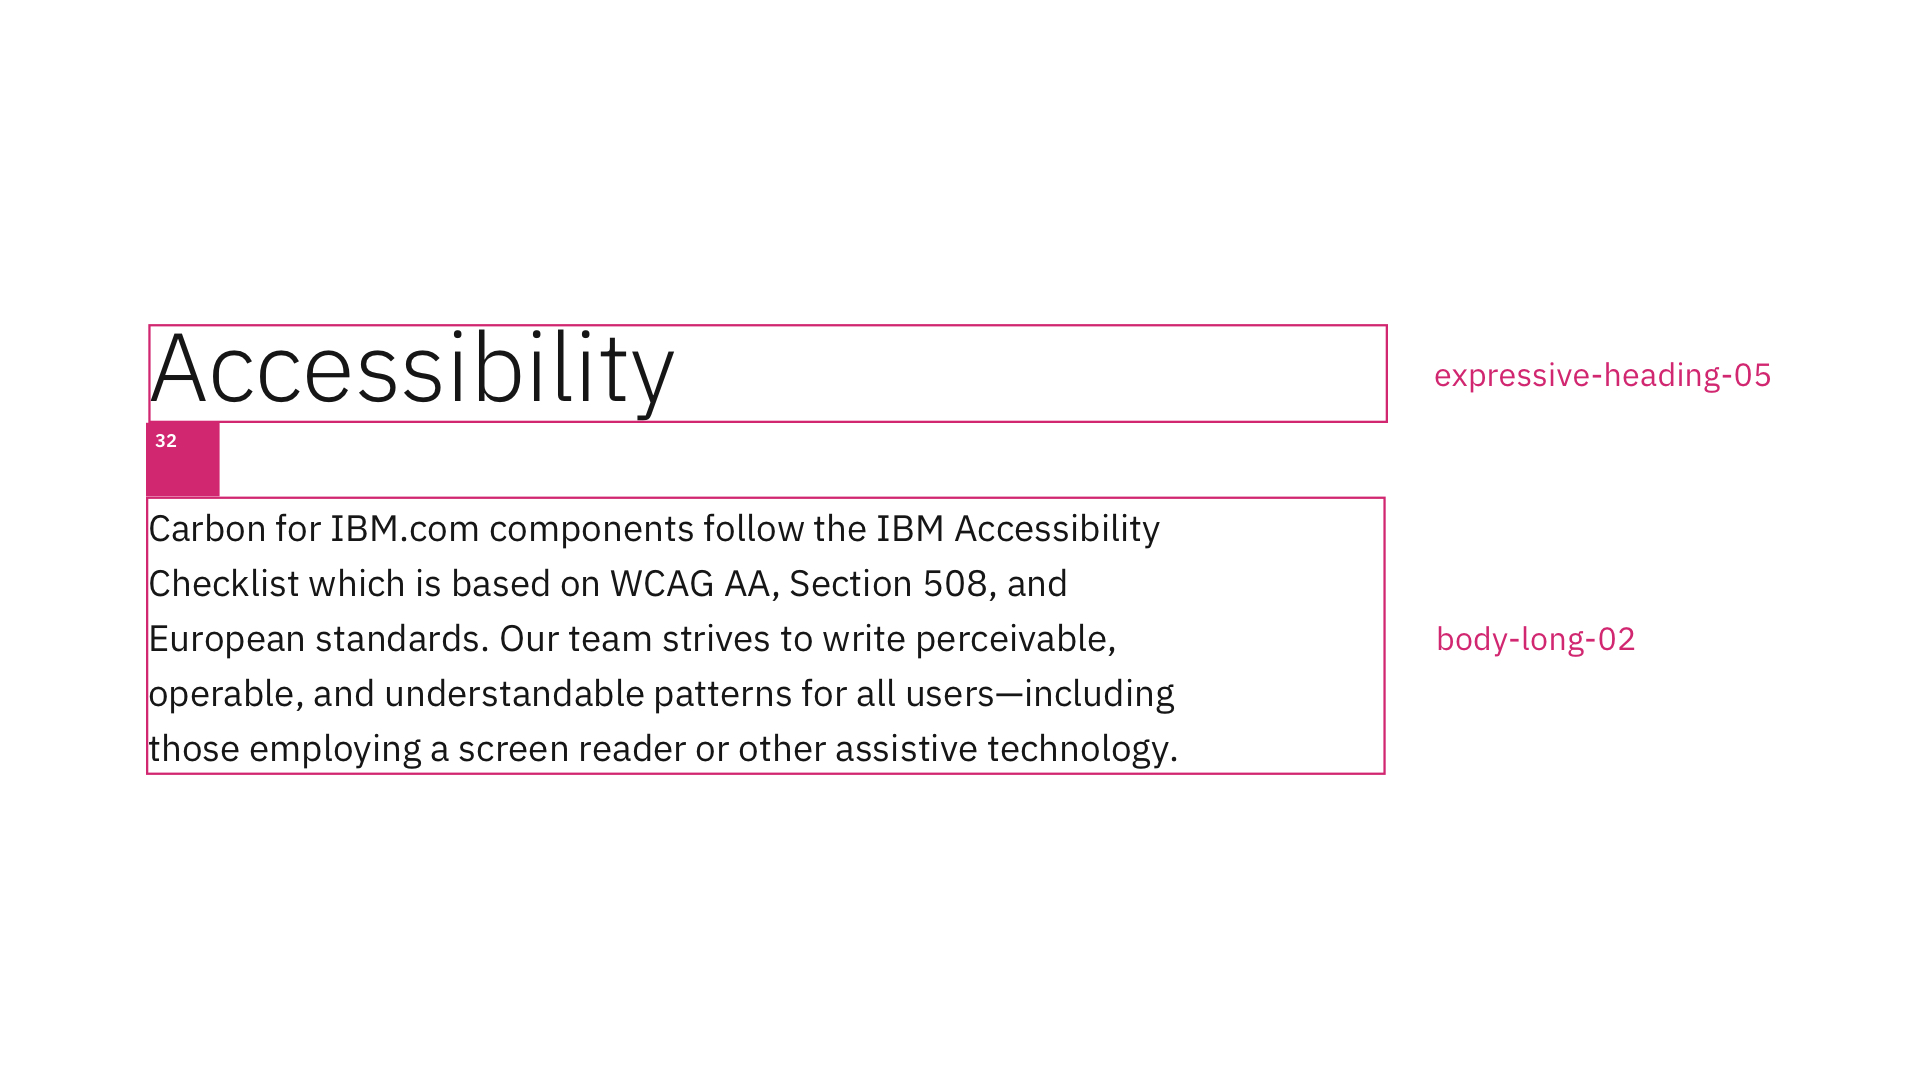 Accessibility
expressive-heading-05
32
Carbon for IBM.com components follow the IBM Accessibility
Checklist which is based on WCAG AA, Section 508, and
European standards. Our team strives to write perceivable,
operable, and understandable patterns for all users—including
those employing a screen reader or other assistive technology.
body-long-02